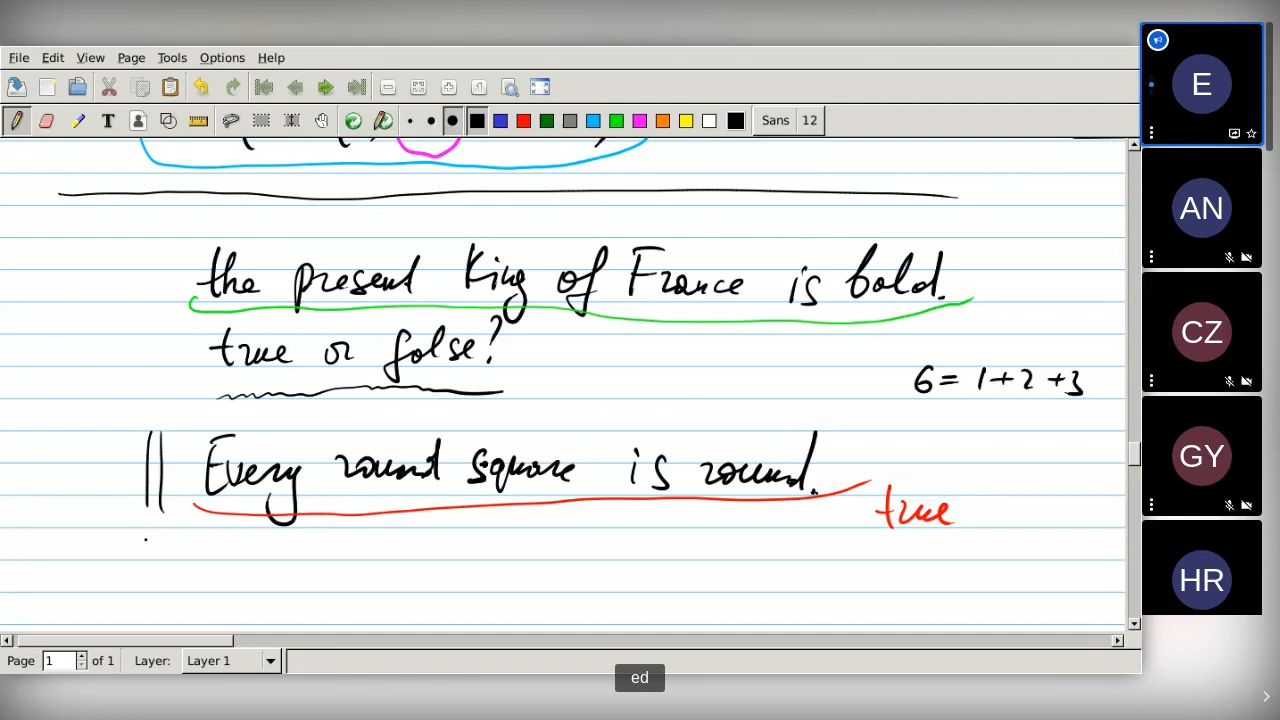 File Edit View Page Tools Options Help
Sans 12
the present King of France is bald.
true or false?
6 = 1+2+3
Every round square is round.
true
Page 1 of 1 Layer: Layer 1
ed
E
AN
CZ
GY
HR